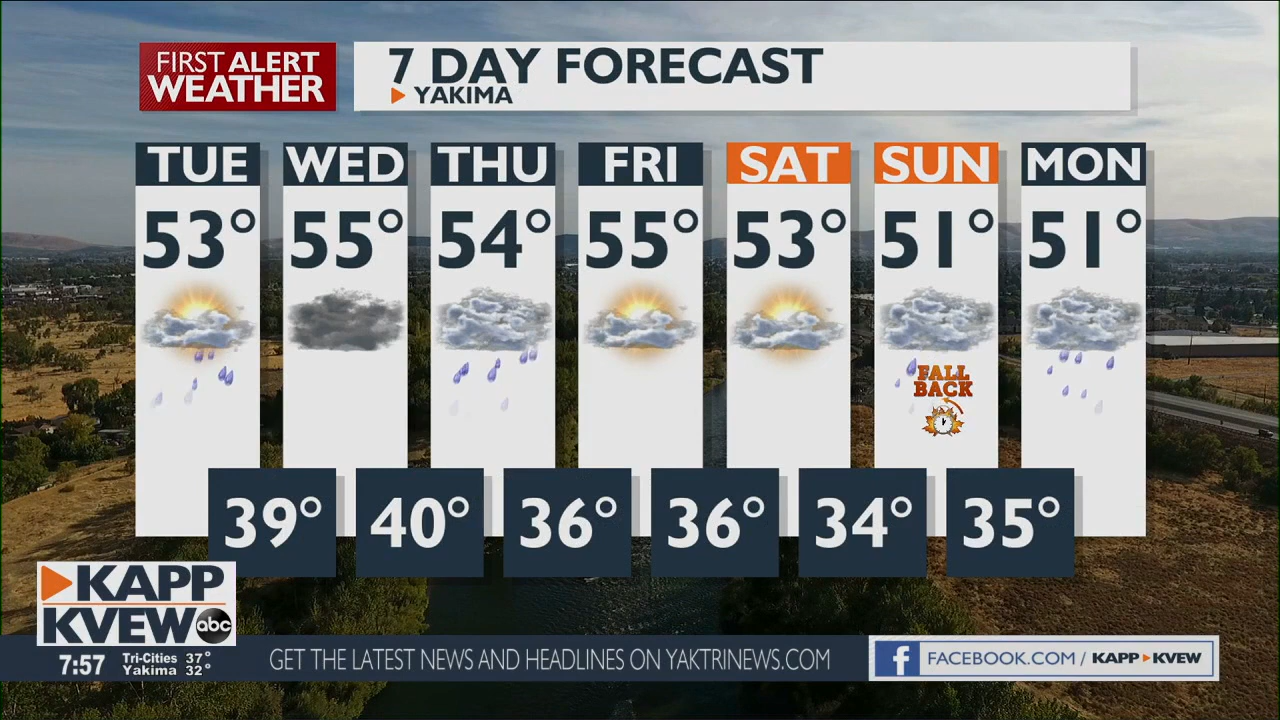 FIRST ALERT
WEATHER
7 DAY FORECAST
YAKIMA
TUE WED THU FRI SAT SUN MON
53° 55° 54° 55° 53° 51° 51°
FALL
BACK
39° 40° 36° 36° 34° 35°
KAPP
KVEW abc
7:57 Tri-Cities 37°
Yakima 32°
GET THE LATEST NEWS AND HEADLINES ON YAKTRINEWS.COM
f FACEBOOK.COM / KAPP KVEW